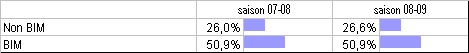 saison 07-08 saison 08-09
Non BIM 26,0% 26,6%
BIM 50,9% 50,9%